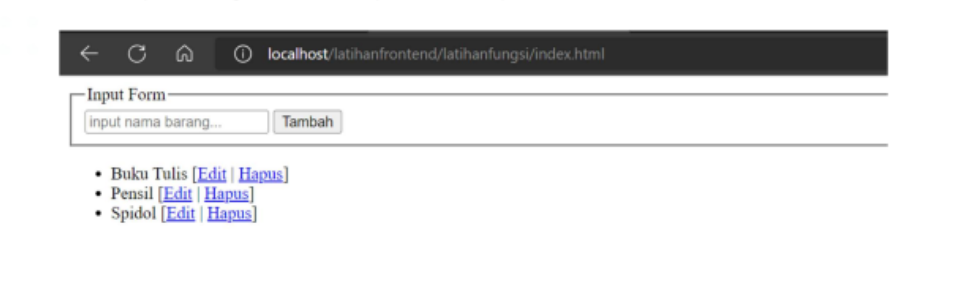 localhost/latihanfrontend/latihanfungsi/index.html
Input Form
input nama barang... Tambah
• Buku Tulis [Edit | Hapus]
• Pensil [Edit | Hapus]
• Spidol [Edit | Hapus]